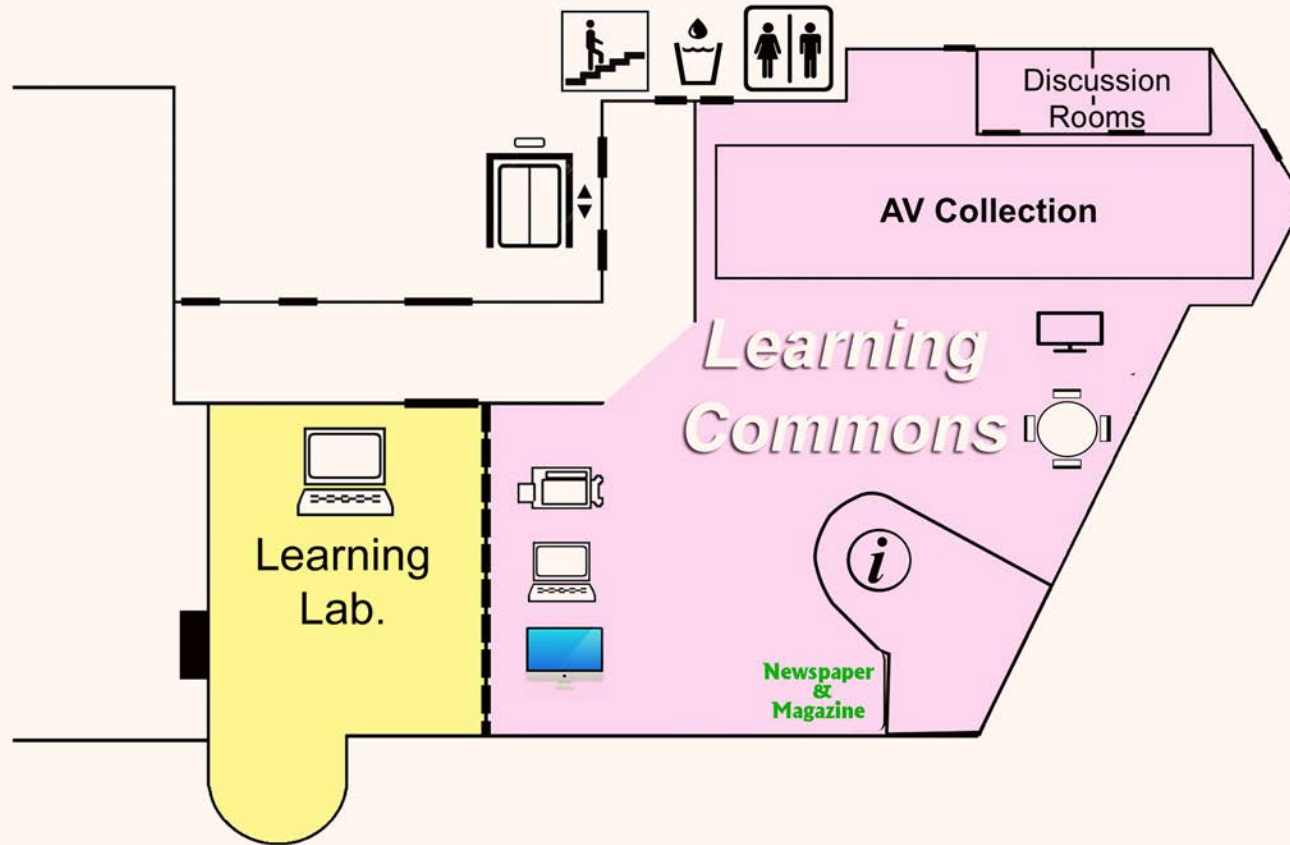 Discussion
Rooms
AV Collection
Learning
Commons
Learning
Lab.
i
Newspaper
&
Magazine